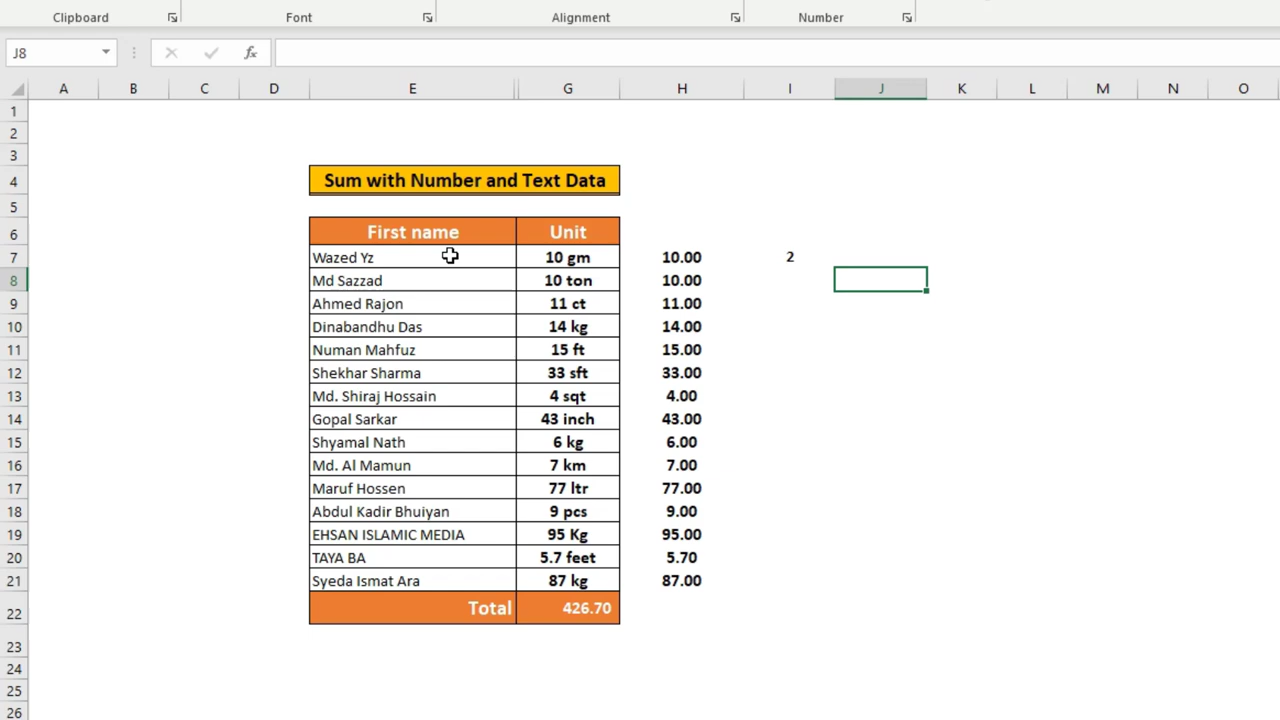 Clipboard Font Alignment Number
J8 fx
A B C D E G H I J K L M N O
1
2
3
4 Sum with Number and Text Data
5
6 First name Unit
7 Wazed Yz 10 gm 10.00 2
8 Md Sazzad 10 ton 10.00
9 Ahmed Rajon 11 ct 11.00
10 Dinabandhu Das 14 kg 14.00
11 Numan Mahfuz 15 ft 15.00
12 Shekhar Sharma 33 sft 33.00
13 Md. Shiraj Hossain 4 sqt 4.00
14 Gopal Sarkar 43 inch 43.00
15 Shyamal Nath 6 kg 6.00
16 Md. Al Mamun 7 km 7.00
17 Maruf Hossen 77 ltr 77.00
18 Abdul Kadir Bhuiyan 9 pcs 9.00
19 EHSAN ISLAMIC MEDIA 95 Kg 95.00
20 TAYA BA 5.7 feet 5.70
21 Syeda Ismat Ara 87 kg 87.00
22 Total 426.70
23
24
25
26